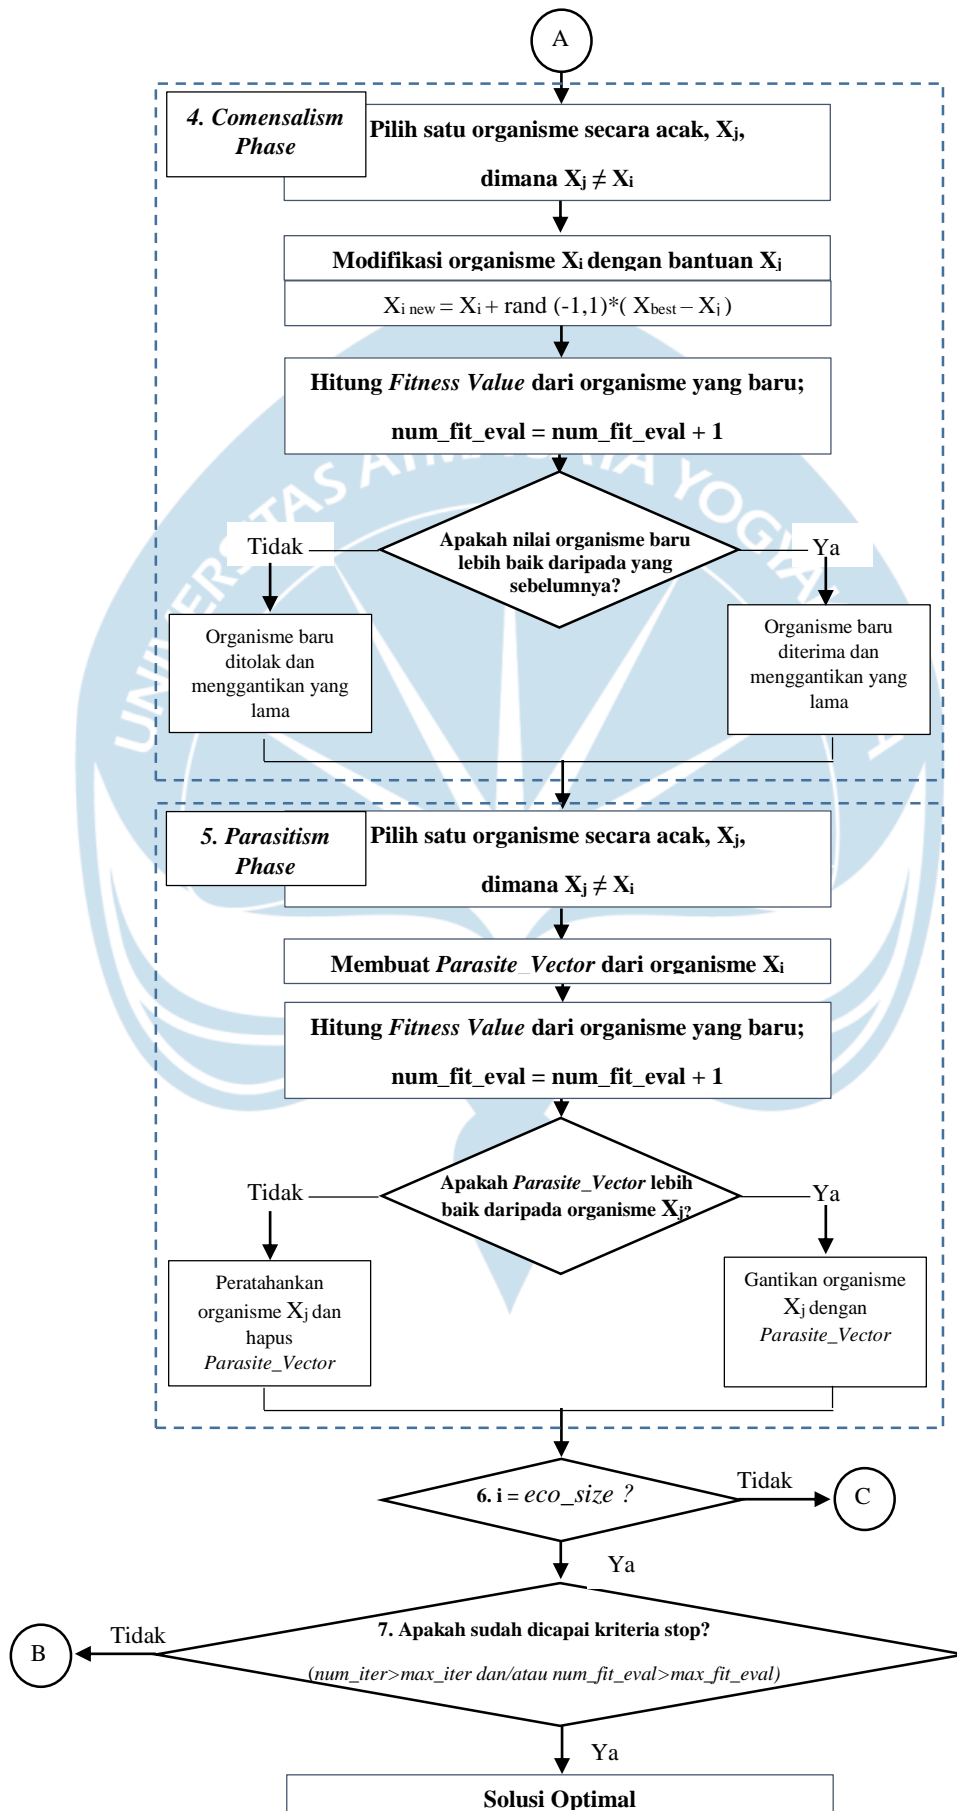 A
4. Comensalism
Phase
Pilih satu organisme secara acak, Xj,
dimana Xj ≠ Xi
Modifikasi organisme Xi dengan bantuan Xj
Xi new = Xi + rand (-1,1)*( Xbest – Xj )
Hitung Fitness Value dari organisme yang baru;
num_fit_eval = num_fit_eval + 1
UNIVERSITAS ATMA JAYA YOGYAKARTA
Apakah nilai organisme baru
lebih baik daripada yang
sebelumnya?
Tidak
Ya
Organisme baru
ditolak dan
menggantikan yang
lama
Organisme baru
diterima dan
menggantikan yang
lama
5. Parasitism
Phase
Pilih satu organisme secara acak, Xj,
dimana Xj ≠ Xi
Membuat Parasite_Vector dari organisme Xi
Hitung Fitness Value dari organisme yang baru;
num_fit_eval = num_fit_eval + 1
Apakah Parasite_Vector lebih
baik daripada organisme Xj?
Tidak
Ya
Peratahankan
organisme Xj dan
hapus
Parasite_Vector
Gantikan organisme
Xj dengan
Parasite_Vector
6. i = eco_size ?
Tidak
C
Ya
7. Apakah sudah dicapai kriteria stop?
(num_iter>max_iter dan/atau num_fit_eval>max_fit_eval)
Tidak
B
Ya
Solusi Optimal